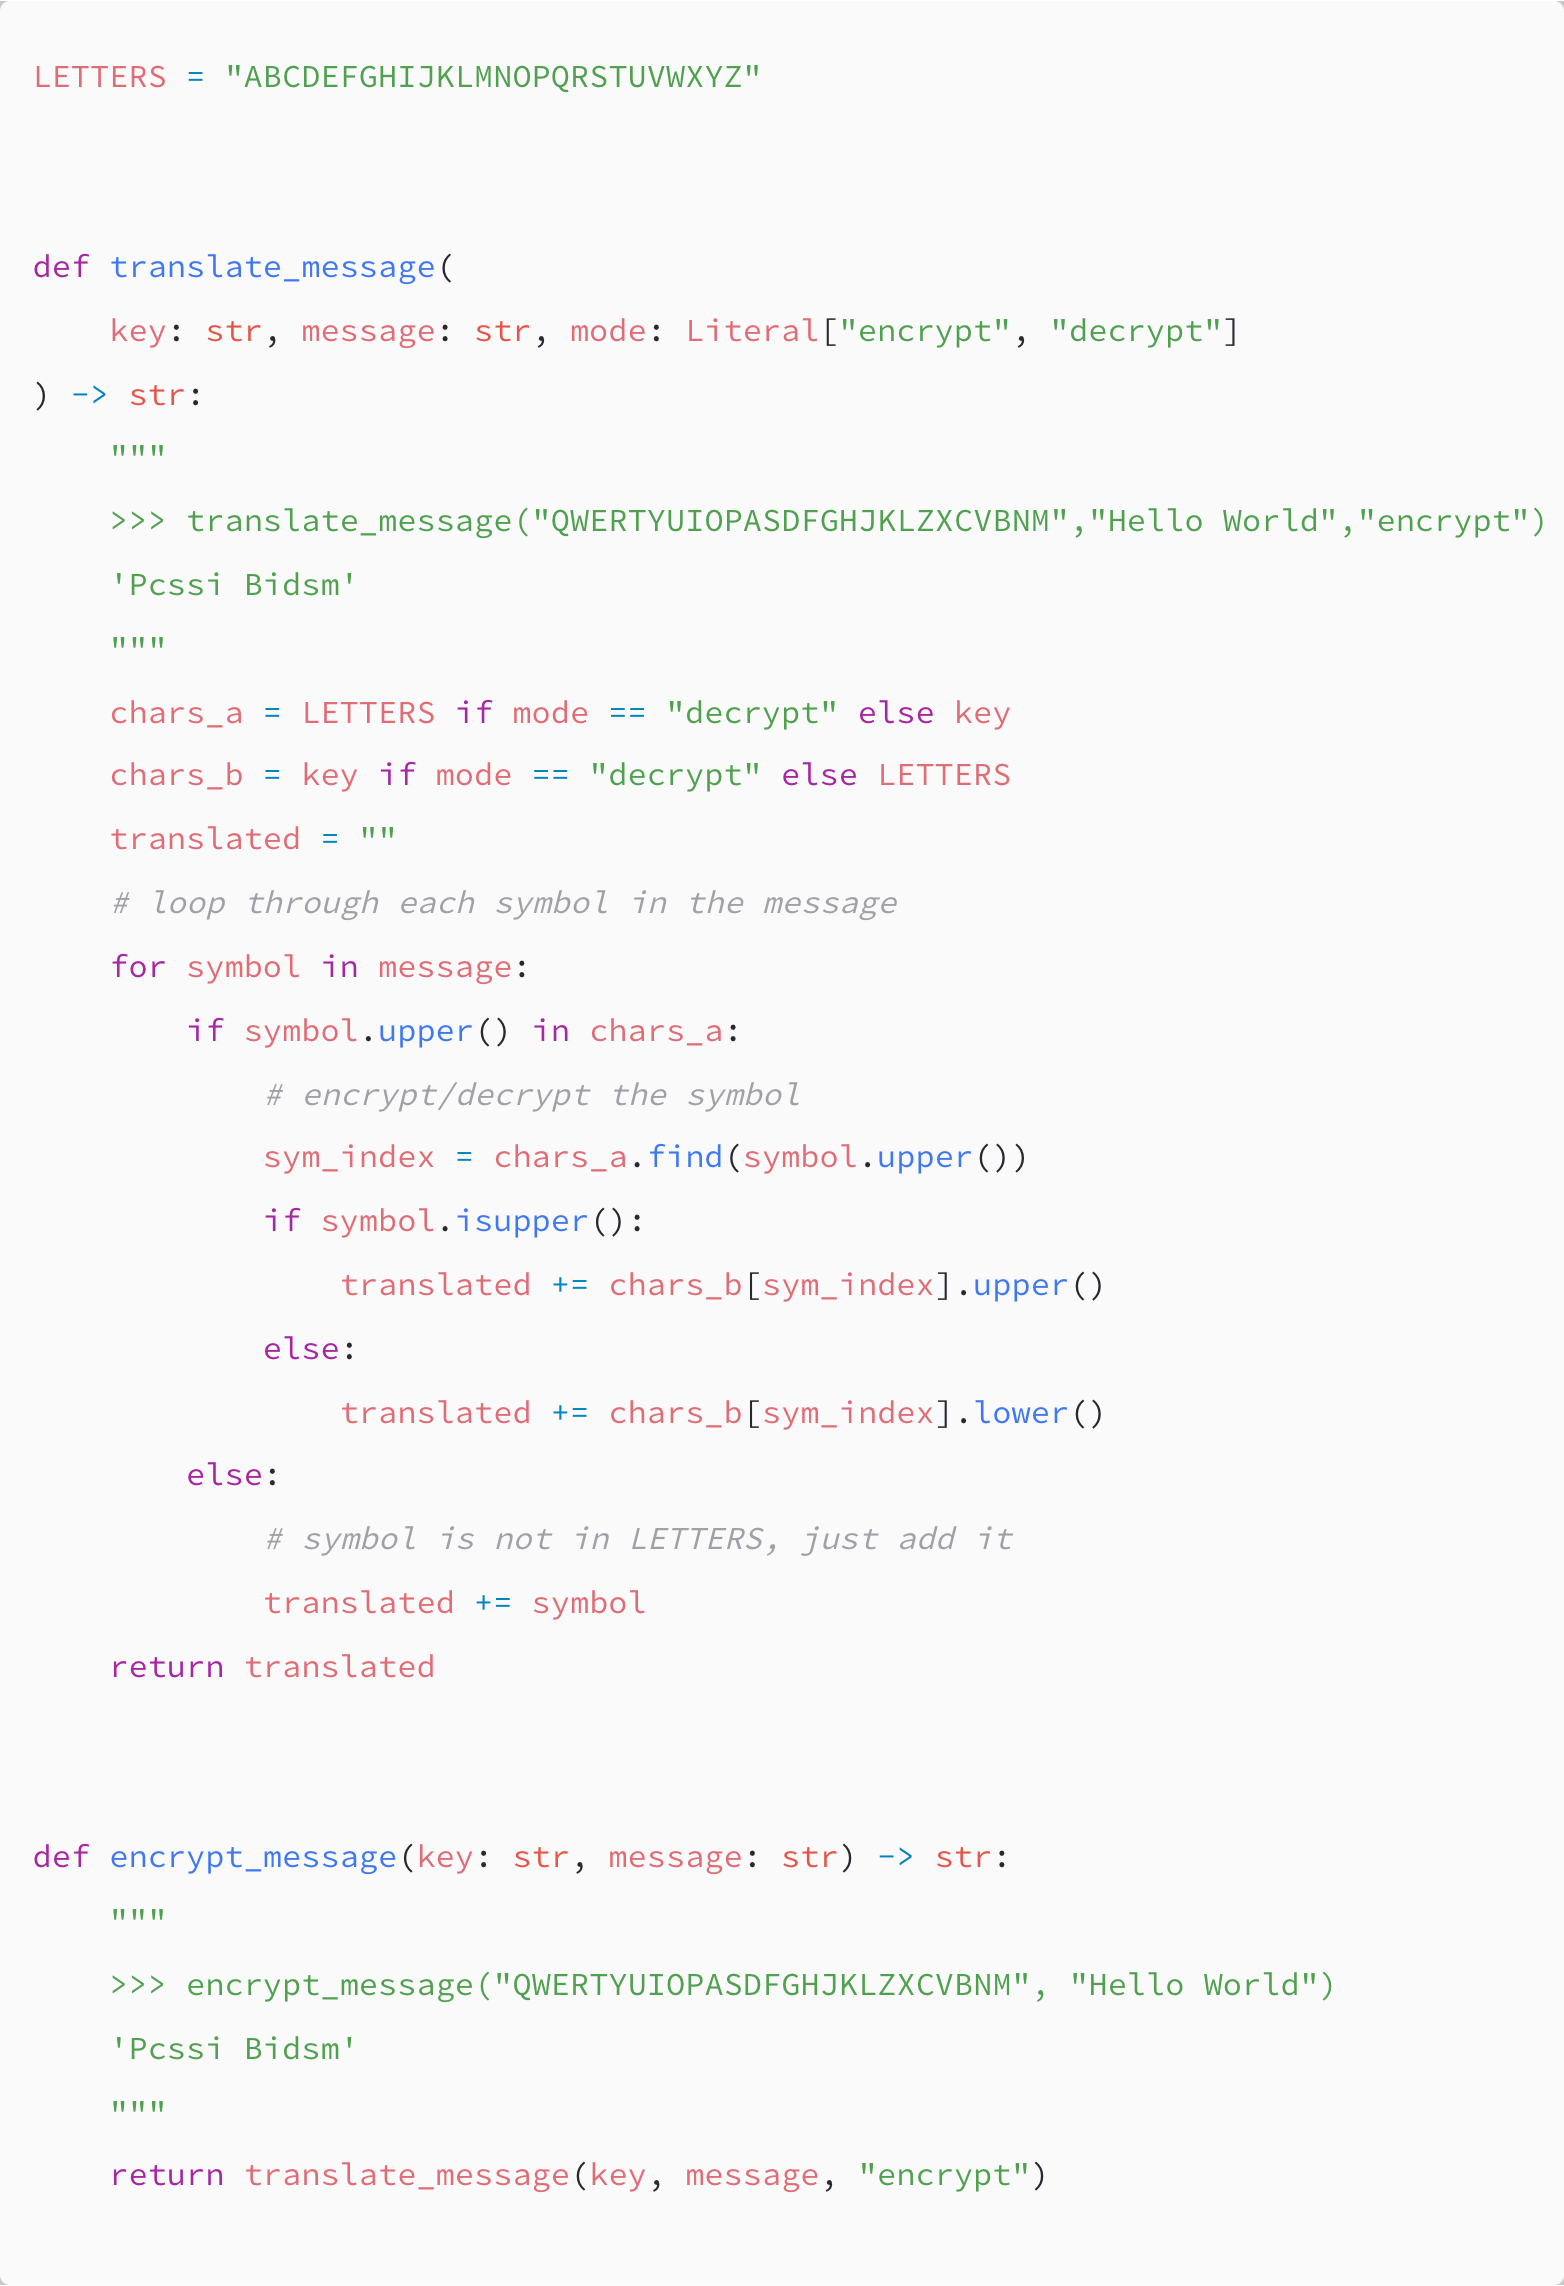 LETTERS = "ABCDEFGHIJKLMNOPQRSTUVWXYZ"
def translate_message(
    key: str, message: str, mode: Literal["encrypt", "decrypt"]
) -> str:
    """
    >>> translate_message("QWERTYUIOPASDFGHJKLZXCVBNM","Hello World","encrypt")
    'Pcssi Bidsm'
    """
    chars_a = LETTERS if mode == "decrypt" else key
    chars_b = key if mode == "decrypt" else LETTERS
    translated = ""
    # loop through each symbol in the message
    for symbol in message:
        if symbol.upper() in chars_a:
            # encrypt/decrypt the symbol
            sym_index = chars_a.find(symbol.upper())
            if symbol.isupper():
                translated += chars_b[sym_index].upper()
            else:
                translated += chars_b[sym_index].lower()
        else:
            # symbol is not in LETTERS, just add it
            translated += symbol
    return translated
def encrypt_message(key: str, message: str) -> str:
    """
    >>> encrypt_message("QWERTYUIOPASDFGHJKLZXCVBNM", "Hello World")
    'Pcssi Bidsm'
    """
    return translate_message(key, message, "encrypt")